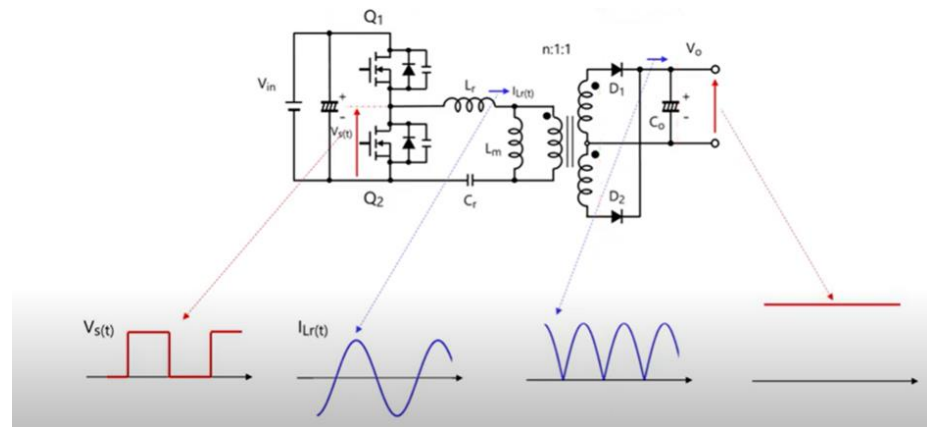 Q1
n:1:1
Vo
Vin
+
-
Lr
ILr(t)
D1
Co
+
-
Vs(t)
Lm
Q2
Cr
D2
Vs(t)
ILr(t)